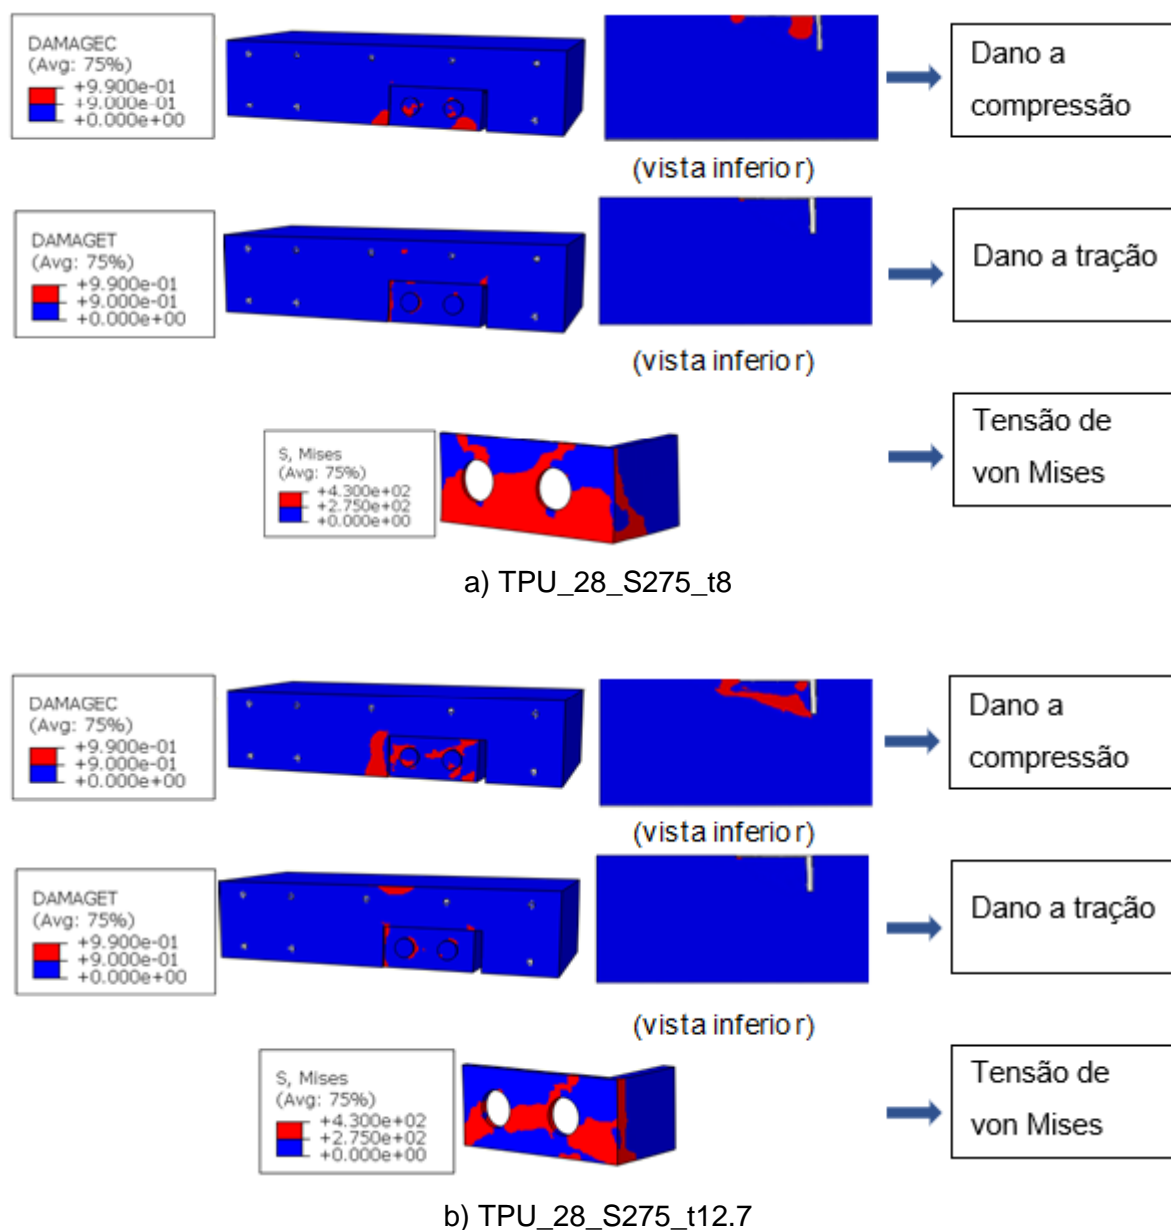 DAMAGEC
(Avg: 75%)
+9.900e-01
+9.000e-01
+0.000e+00
Dano a
compressão
(vista inferior)
DAMAGET
(Avg: 75%)
+9.900e-01
+9.000e-01
+0.000e+00
Dano a tração
(vista inferior)
S, Mises
(Avg: 75%)
+4.300e+02
+2.750e+02
+0.000e+00
Tensão de
von Mises
a) TPU_28_S275_t8
DAMAGEC
(Avg: 75%)
+9.900e-01
+9.000e-01
+0.000e+00
Dano a
compressão
(vista inferior)
DAMAGET
(Avg: 75%)
+9.900e-01
+9.000e-01
+0.000e+00
Dano a tração
(vista inferior)
S, Mises
(Avg: 75%)
+4.300e+02
+2.750e+02
+0.000e+00
Tensão de
von Mises
b) TPU_28_S275_t12.7